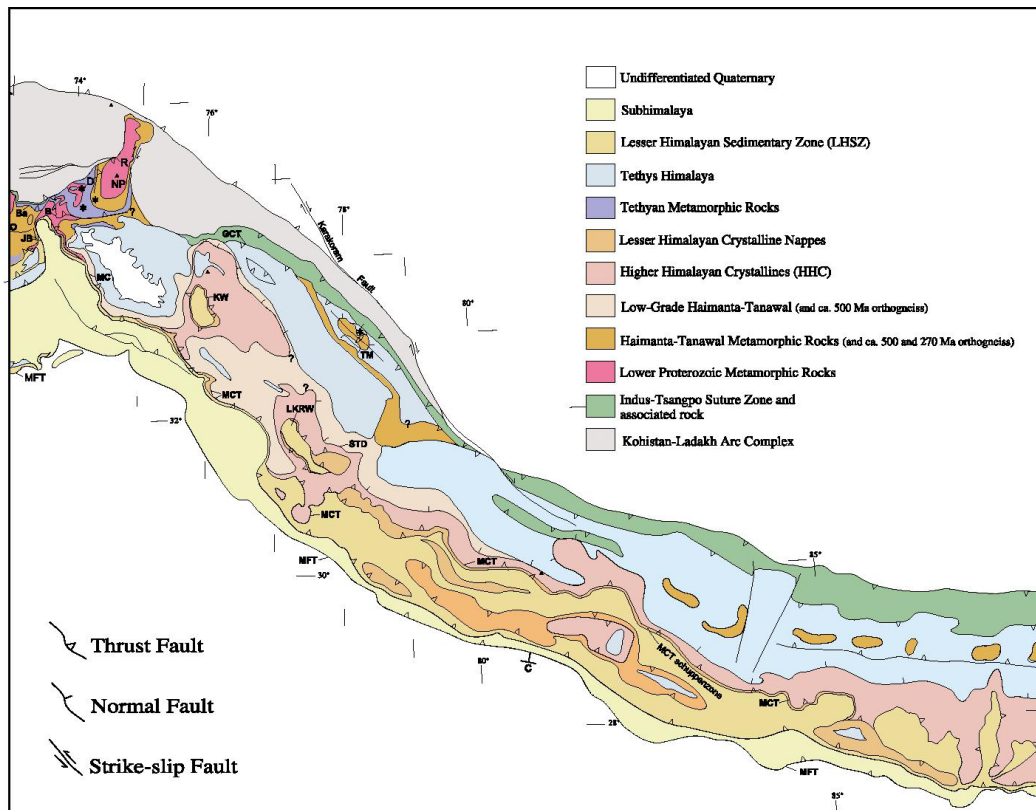 74°
76°
Undifferentiated Quaternary
Subhimalaya
Lesser Himalayan Sedimentary Zone (LHSZ)
Tethys Himalaya
Tethyan Metamorphic Rocks
Lesser Himalayan Crystalline Nappes
Higher Himalayan Crystallines (HHC)
Low-Grade Haimanta-Tanawal (and ca. 500 Ma orthogneiss)
Haimanta-Tanawal Metamorphic Rocks (and ca. 500 and 270 Ma orthogneiss)
Lower Proterozoic Metamorphic Rocks
Indus-Tsangpo Suture Zone and
associated rock
Kohistan-Ladakh Arc Complex
R
D
NP
Ba
B
?
O
JB
78°
Karakoram
Fault
GCT
MC
?
KW
80°
TM
MFT
?
MCT
?
LKRW
32°
?
STD
MCT
MFT
MCT
30°
85°
80°
C
MCT schuppenzone
MCT
28°
MFT
85°
Thrust Fault
Normal Fault
Strike-slip Fault